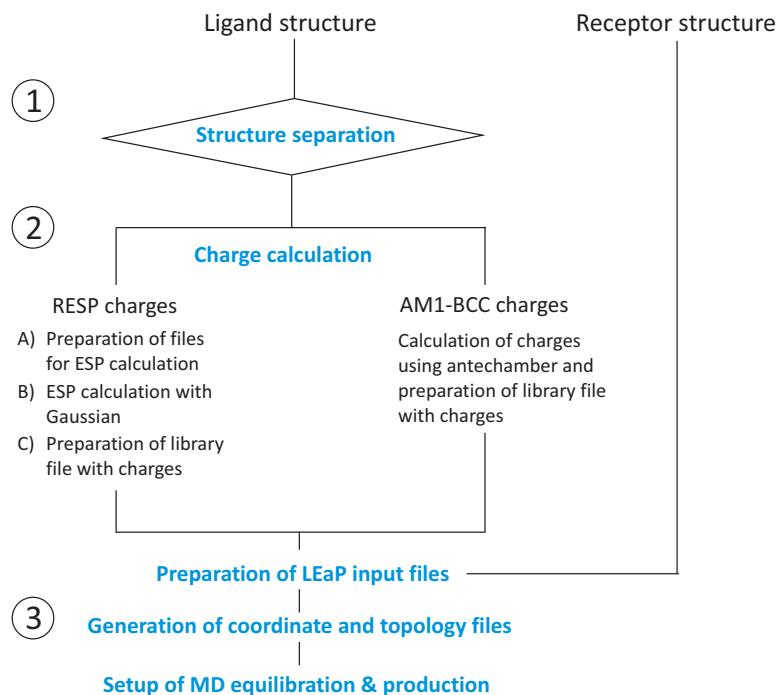 Ligand structure
Receptor structure
1
Structure separation
2
Charge calculation
RESP charges
A) Preparation of files
for ESP calculation
B) ESP calculation with
Gaussian
C) Preparation of library
file with charges
AM1-BCC charges
Calculation of charges
using antechamber and
preparation of library file
with charges
Preparation of LEaP input files
3
Generation of coordinate and topology files
Setup of MD equilibration & production